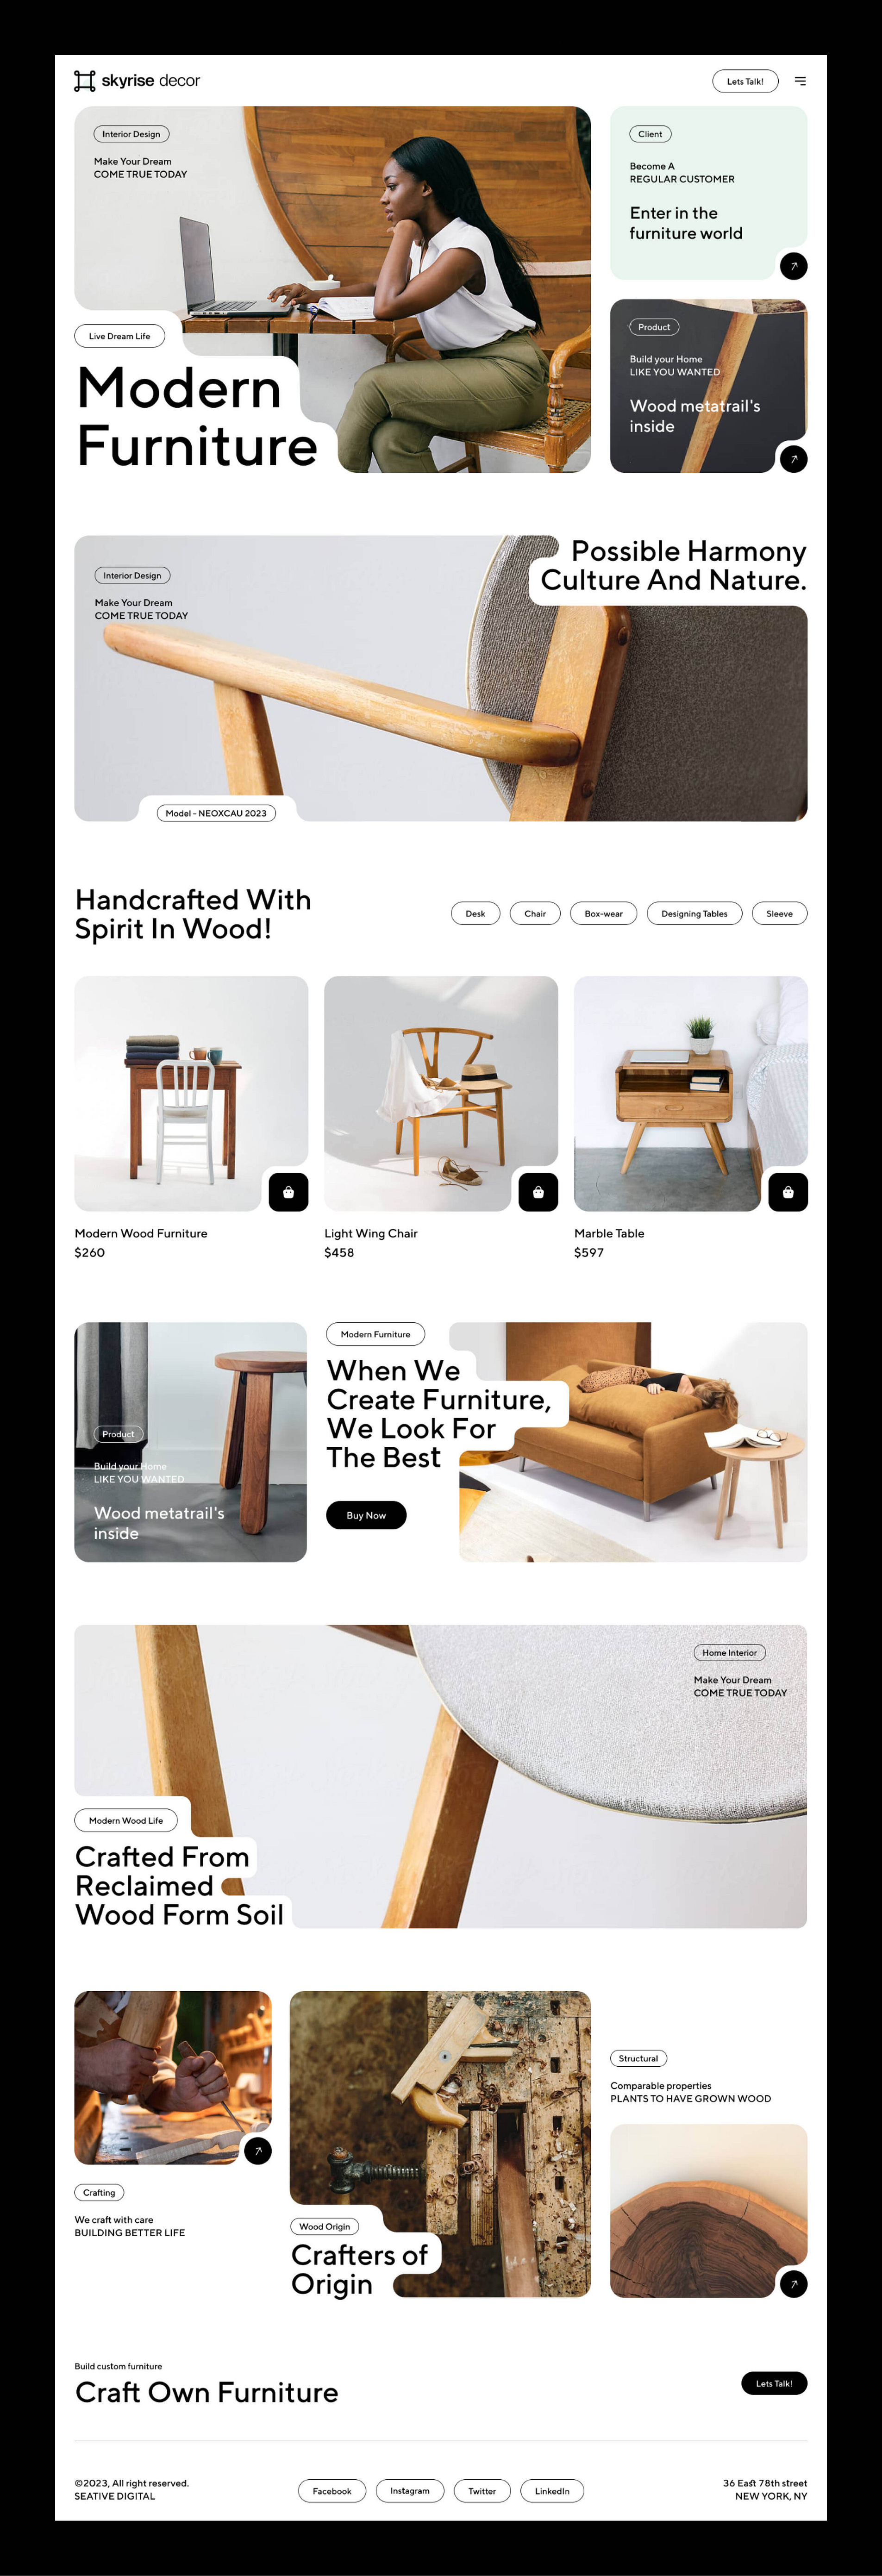 skyrise decor
Lets Talk!
Interior Design
Make Your Dream
COME TRUE TODAY
Live Dream Life
Modern
Furniture
Client
Become A
REGULAR CUSTOMER
Enter in the
furniture world
Product
Build your Home
LIKE YOU WANTED
Wood metatrail's
inside
Interior Design
Make Your Dream
COME TRUE TODAY
Possible Harmony
Culture And Nature.
Model - NEOXCAU 2023
Handcrafted With
Spirit In Wood!
Desk
Chair
Box-wear
Designing Tables
Sleeve
Modern Wood Furniture
$260
Light Wing Chair
$458
Marble Table
$597
Product
Build your Home
LIKE YOU WANTED
Wood metatrail's
inside
Modern Furniture
When We
Create Furniture,
We Look For
The Best
Buy Now
Home Interior
Make Your Dream
COME TRUE TODAY
Modern Wood Life
Crafted From
Reclaimed
Wood Form Soil
Crafting
We craft with care
BUILDING BETTER LIFE
Wood Origin
Crafters of
Origin
Structural
Comparable properties
PLANTS TO HAVE GROWN WOOD
Build custom furniture
Craft Own Furniture
Lets Talk!
©2023, All right reserved.
SEATIVE DIGITAL
Facebook
Instagram
Twitter
LinkedIn
36 East 78th street
NEW YORK, NY